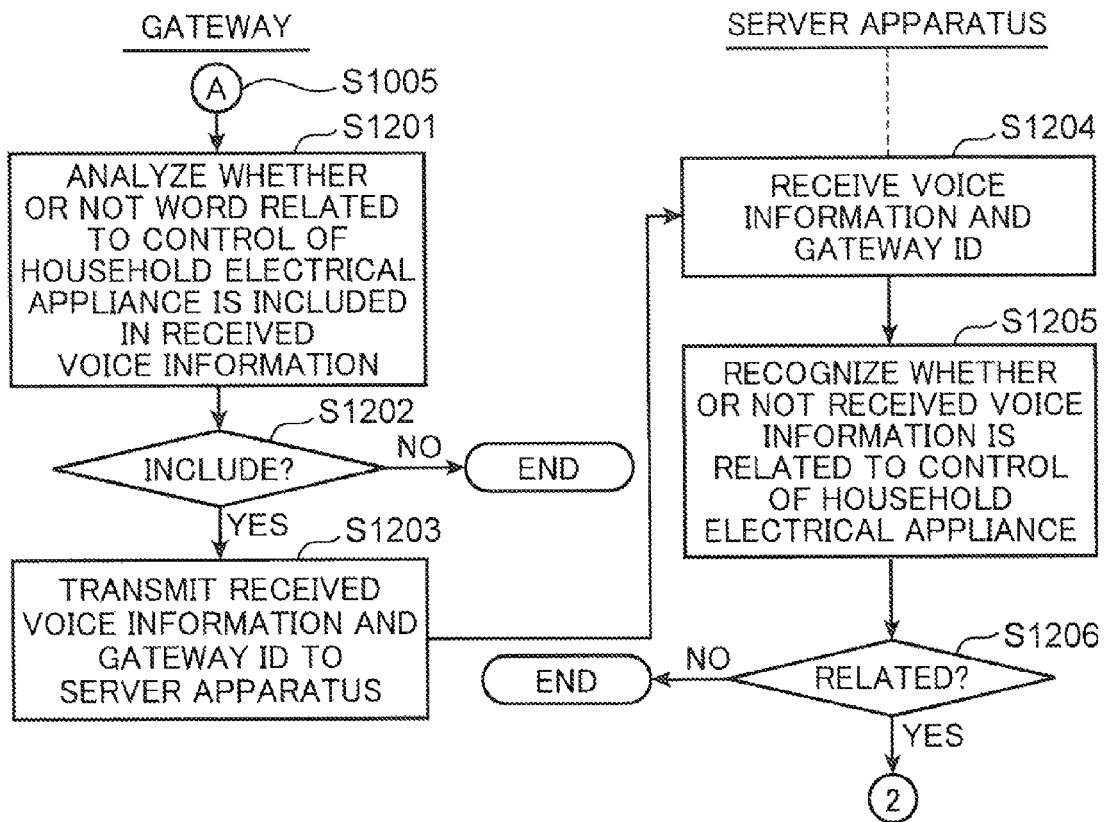 GATEWAY
A
S1005
S1201
ANALYZE WHETHER
OR NOT WORD RELATED
TO CONTROL OF
HOUSEHOLD ELECTRICAL
APPLIANCE IS INCLUDED
IN RECEIVED
VOICE INFORMATION
S1202
INCLUDE?
NO
END
YES
S1203
TRANSMIT RECEIVED
VOICE INFORMATION AND
GATEWAY ID TO
SERVER APPARATUS
SERVER APPARATUS
S1204
RECEIVE VOICE
INFORMATION AND
GATEWAY ID
S1205
RECOGNIZE WHETHER
OR NOT RECEIVED VOICE
INFORMATION IS
RELATED TO CONTROL
OF HOUSEHOLD
ELECTRICAL APPLIANCE
S1206
RELATED?
NO
END
YES
2